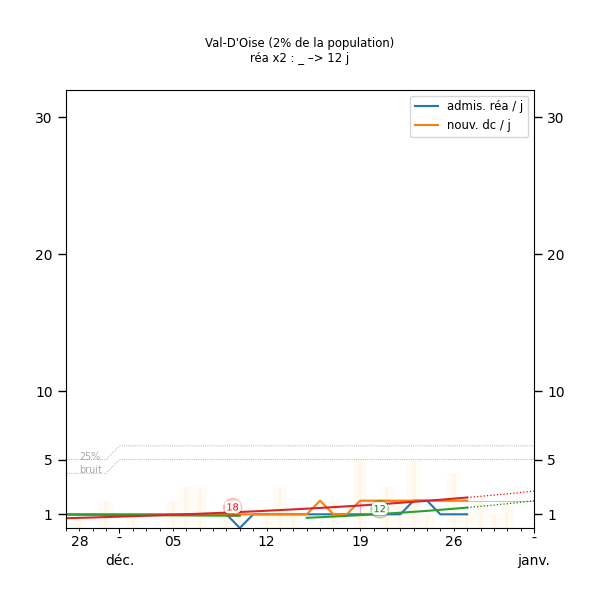 Val-D'Oise (2% de la population)
réa x2 : _ –> 12 j
admis. réa / j
nouv. dc / j
30
30
20
20
10
10
25%
bruit
5
5
18
12
1
1
28 - 05 12 19 26 -
déc. janv.